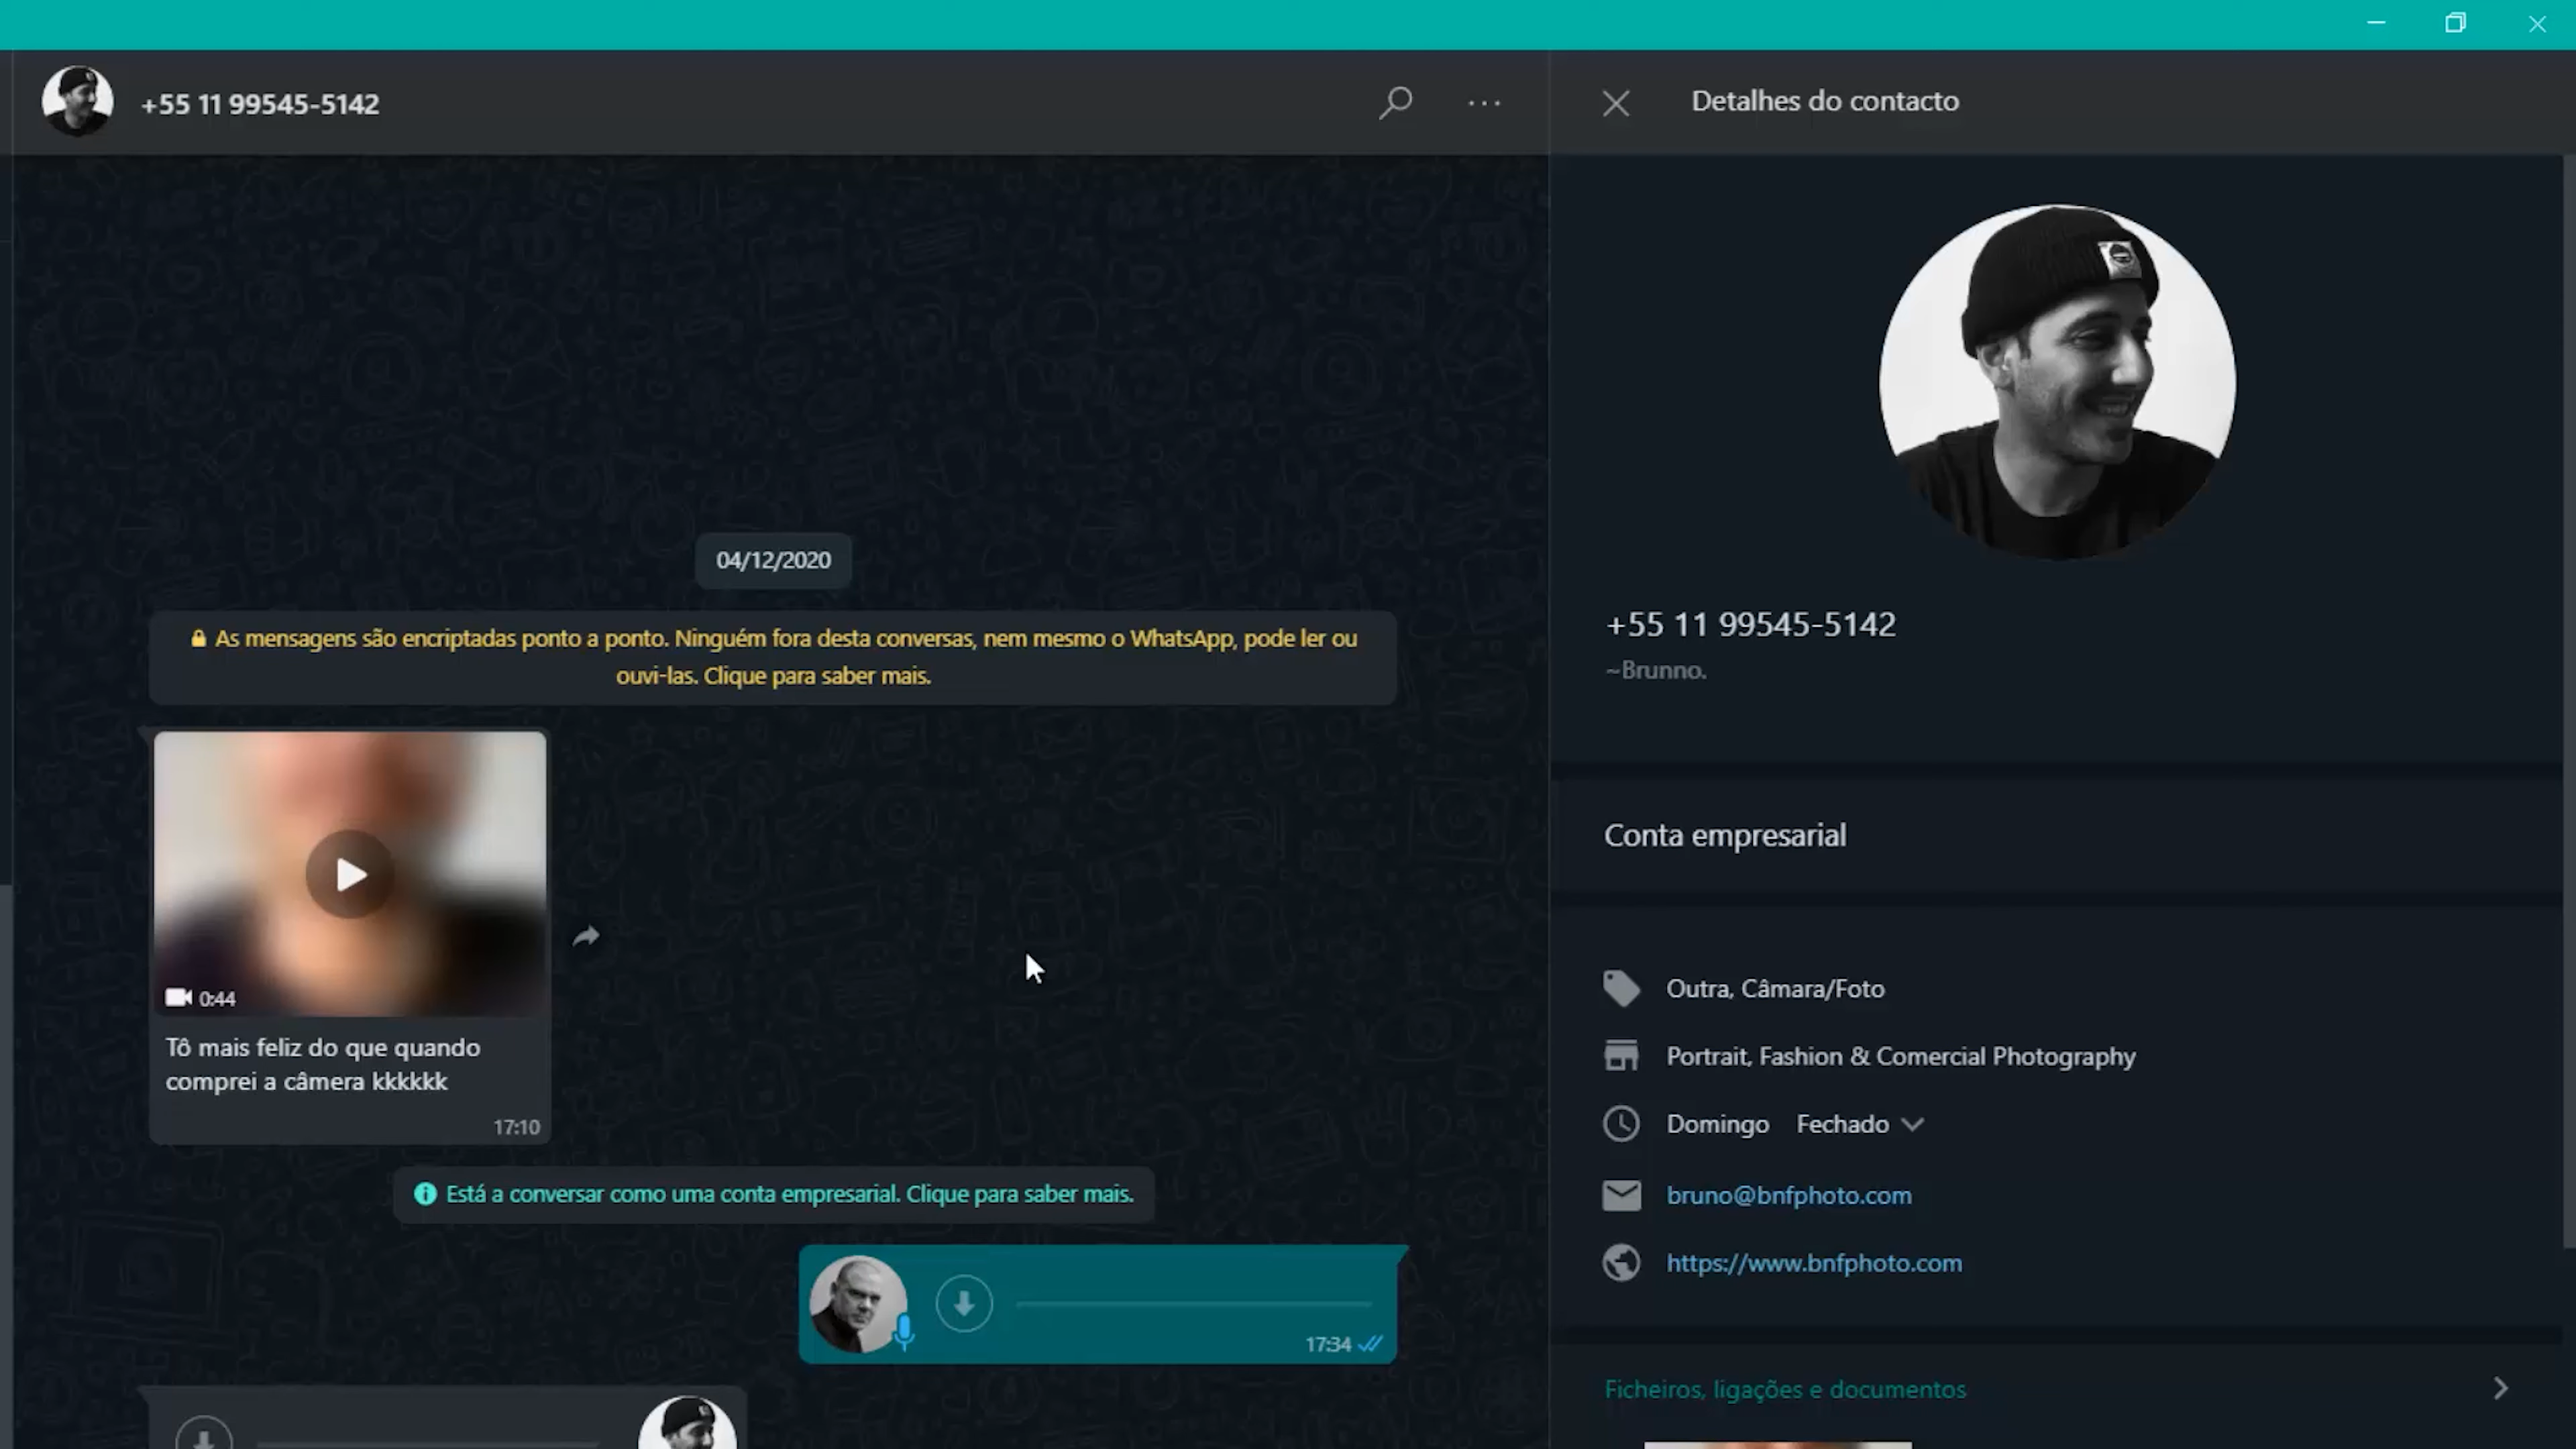 +55 11 99545-5142
Detalhes do contacto
04/12/2020
As mensagens são encriptadas ponto a ponto. Ninguém fora desta conversas, nem mesmo o WhatsApp, pode ler ou
ouvi-las. Clique para saber mais.
0:44
Tô mais feliz do que quando
comprei a câmera kkkkkk
17:10
Está a conversar como uma conta empresarial. Clique para saber mais.
17:34
+55 11 99545-5142
~Brunno.
Conta empresarial
Outra, Câmara/Foto
Portrait, Fashion & Comercial Photography
Domingo Fechado
bruno@bnfphoto.com
https://www.bnfphoto.com
Ficheiros, ligações e documentos